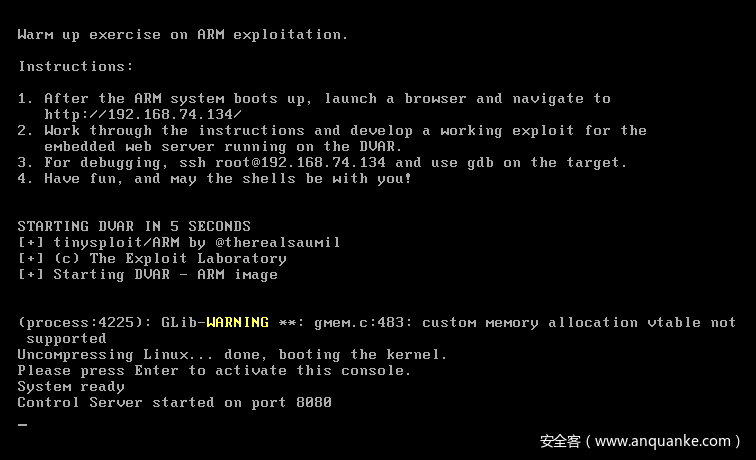 Warm up exercise on ARM exploitation.
Instructions:
1. After the ARM system boots up, launch a browser and navigate to
http://192.168.74.134/
2. Work through the instructions and develop a working exploit for the
embedded web server running on the DVAR.
3. For debugging, ssh root@192.168.74.134 and use gdb on the target.
4. Have fun, and may the shells be with you!
STARTING DVAR IN 5 SECONDS
[+] tinysploit/ARM by @therealsaumil
[+] (c) The Exploit Laboratory
[+] Starting DVAR - ARM image
(process:4225): GLib-WARNING **: gmem.c:483: custom memory allocation vtable not
supported
Uncompressing Linux... done, booting the kernel.
Please press Enter to activate this console.
System ready
Control Server started on port 8080
_
安全客（www.anquanke.com）